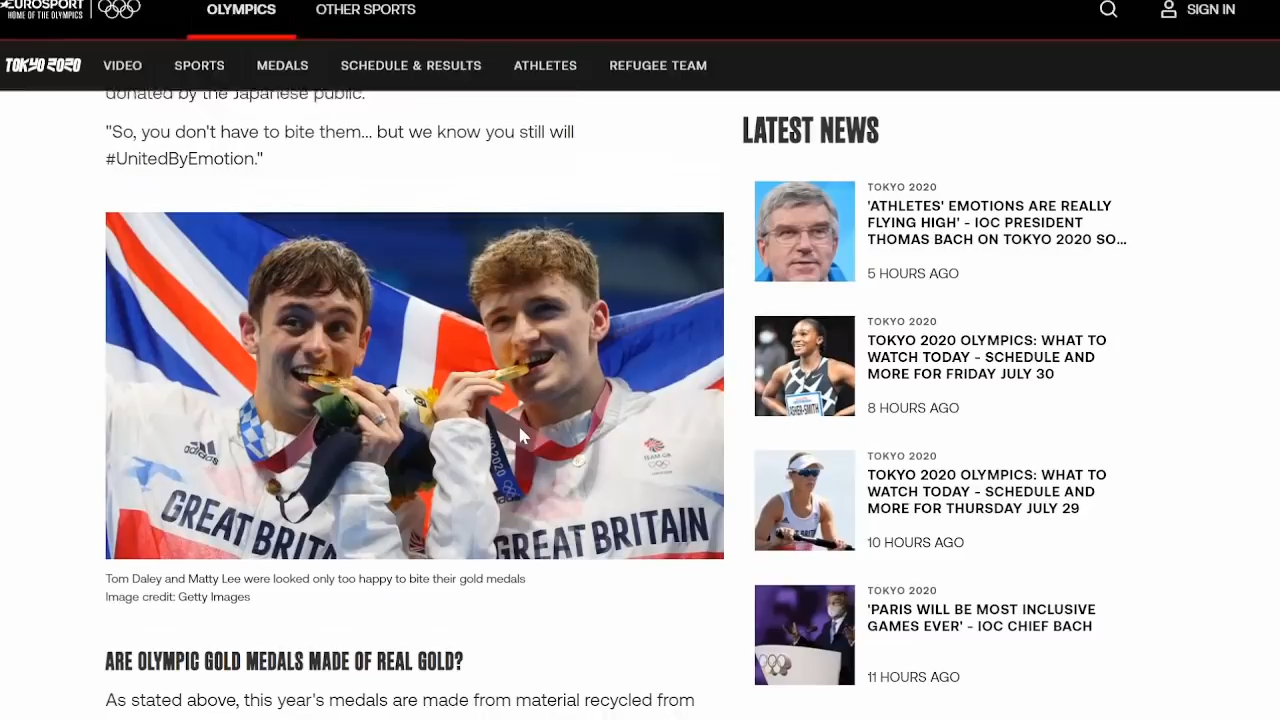 EUROSPORT
HOME OF THE OLYMPICS
OLYMPICS
OTHER SPORTS
SIGN IN
TOKYO 2020
VIDEO
SPORTS
MEDALS
SCHEDULE & RESULTS
ATHLETES
REFUGEE TEAM
donated by the Japanese public.
"So, you don't have to bite them... but we know you still will
#UnitedByEmotion."
adidas
GREAT BRITAIN
2020
TEAM GB
GREAT BRITAIN
Tom Daley and Matty Lee were looked only too happy to bite their gold medals
Image credit: Getty Images
ARE OLYMPIC GOLD MEDALS MADE OF REAL GOLD?
As stated above, this year's medals are made from material recycled from
LATEST NEWS
TOKYO 2020
'ATHLETES' EMOTIONS ARE REALLY
FLYING HIGH' - IOC PRESIDENT
THOMAS BACH ON TOKYO 2020 SO...
5 HOURS AGO
TOKYO 2020
TOKYO 2020 OLYMPICS: WHAT TO
WATCH TODAY - SCHEDULE AND
MORE FOR FRIDAY JULY 30
8 HOURS AGO
ASHER-SMITH
TOKYO 2020
TOKYO 2020 OLYMPICS: WHAT TO
WATCH TODAY - SCHEDULE AND
MORE FOR THURSDAY JULY 29
10 HOURS AGO
TOKYO 2020
'PARIS WILL BE MOST INCLUSIVE
GAMES EVER' - IOC CHIEF BACH
11 HOURS AGO